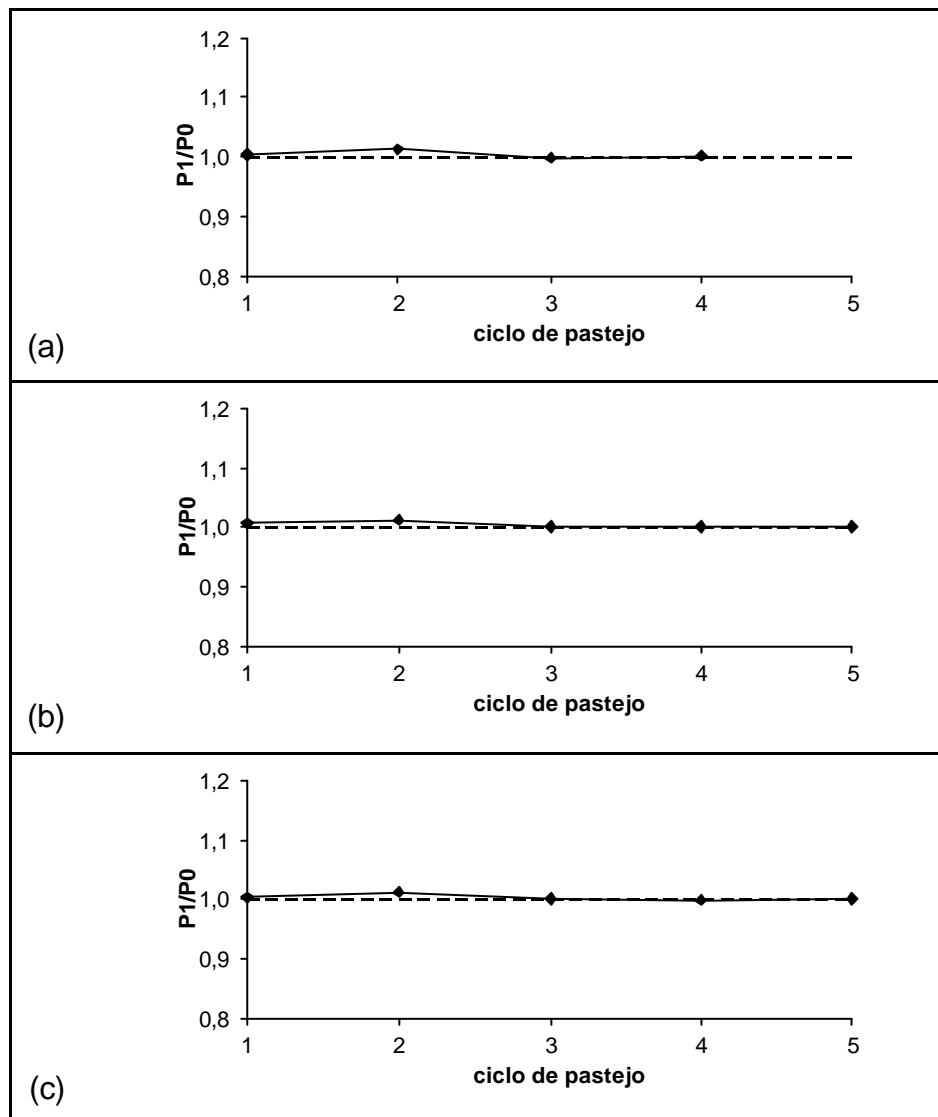 1,2
1,1
1,0
0,9
0,8
P1/P0
1 2 3 4 5
ciclo de pastejo
(a)
1,2
1,1
1,0
0,9
0,8
P1/P0
1 2 3 4 5
ciclo de pastejo
(b)
1,2
1,1
1,0
0,9
0,8
P1/P0
1 2 3 4 5
ciclo de pastejo
(c)